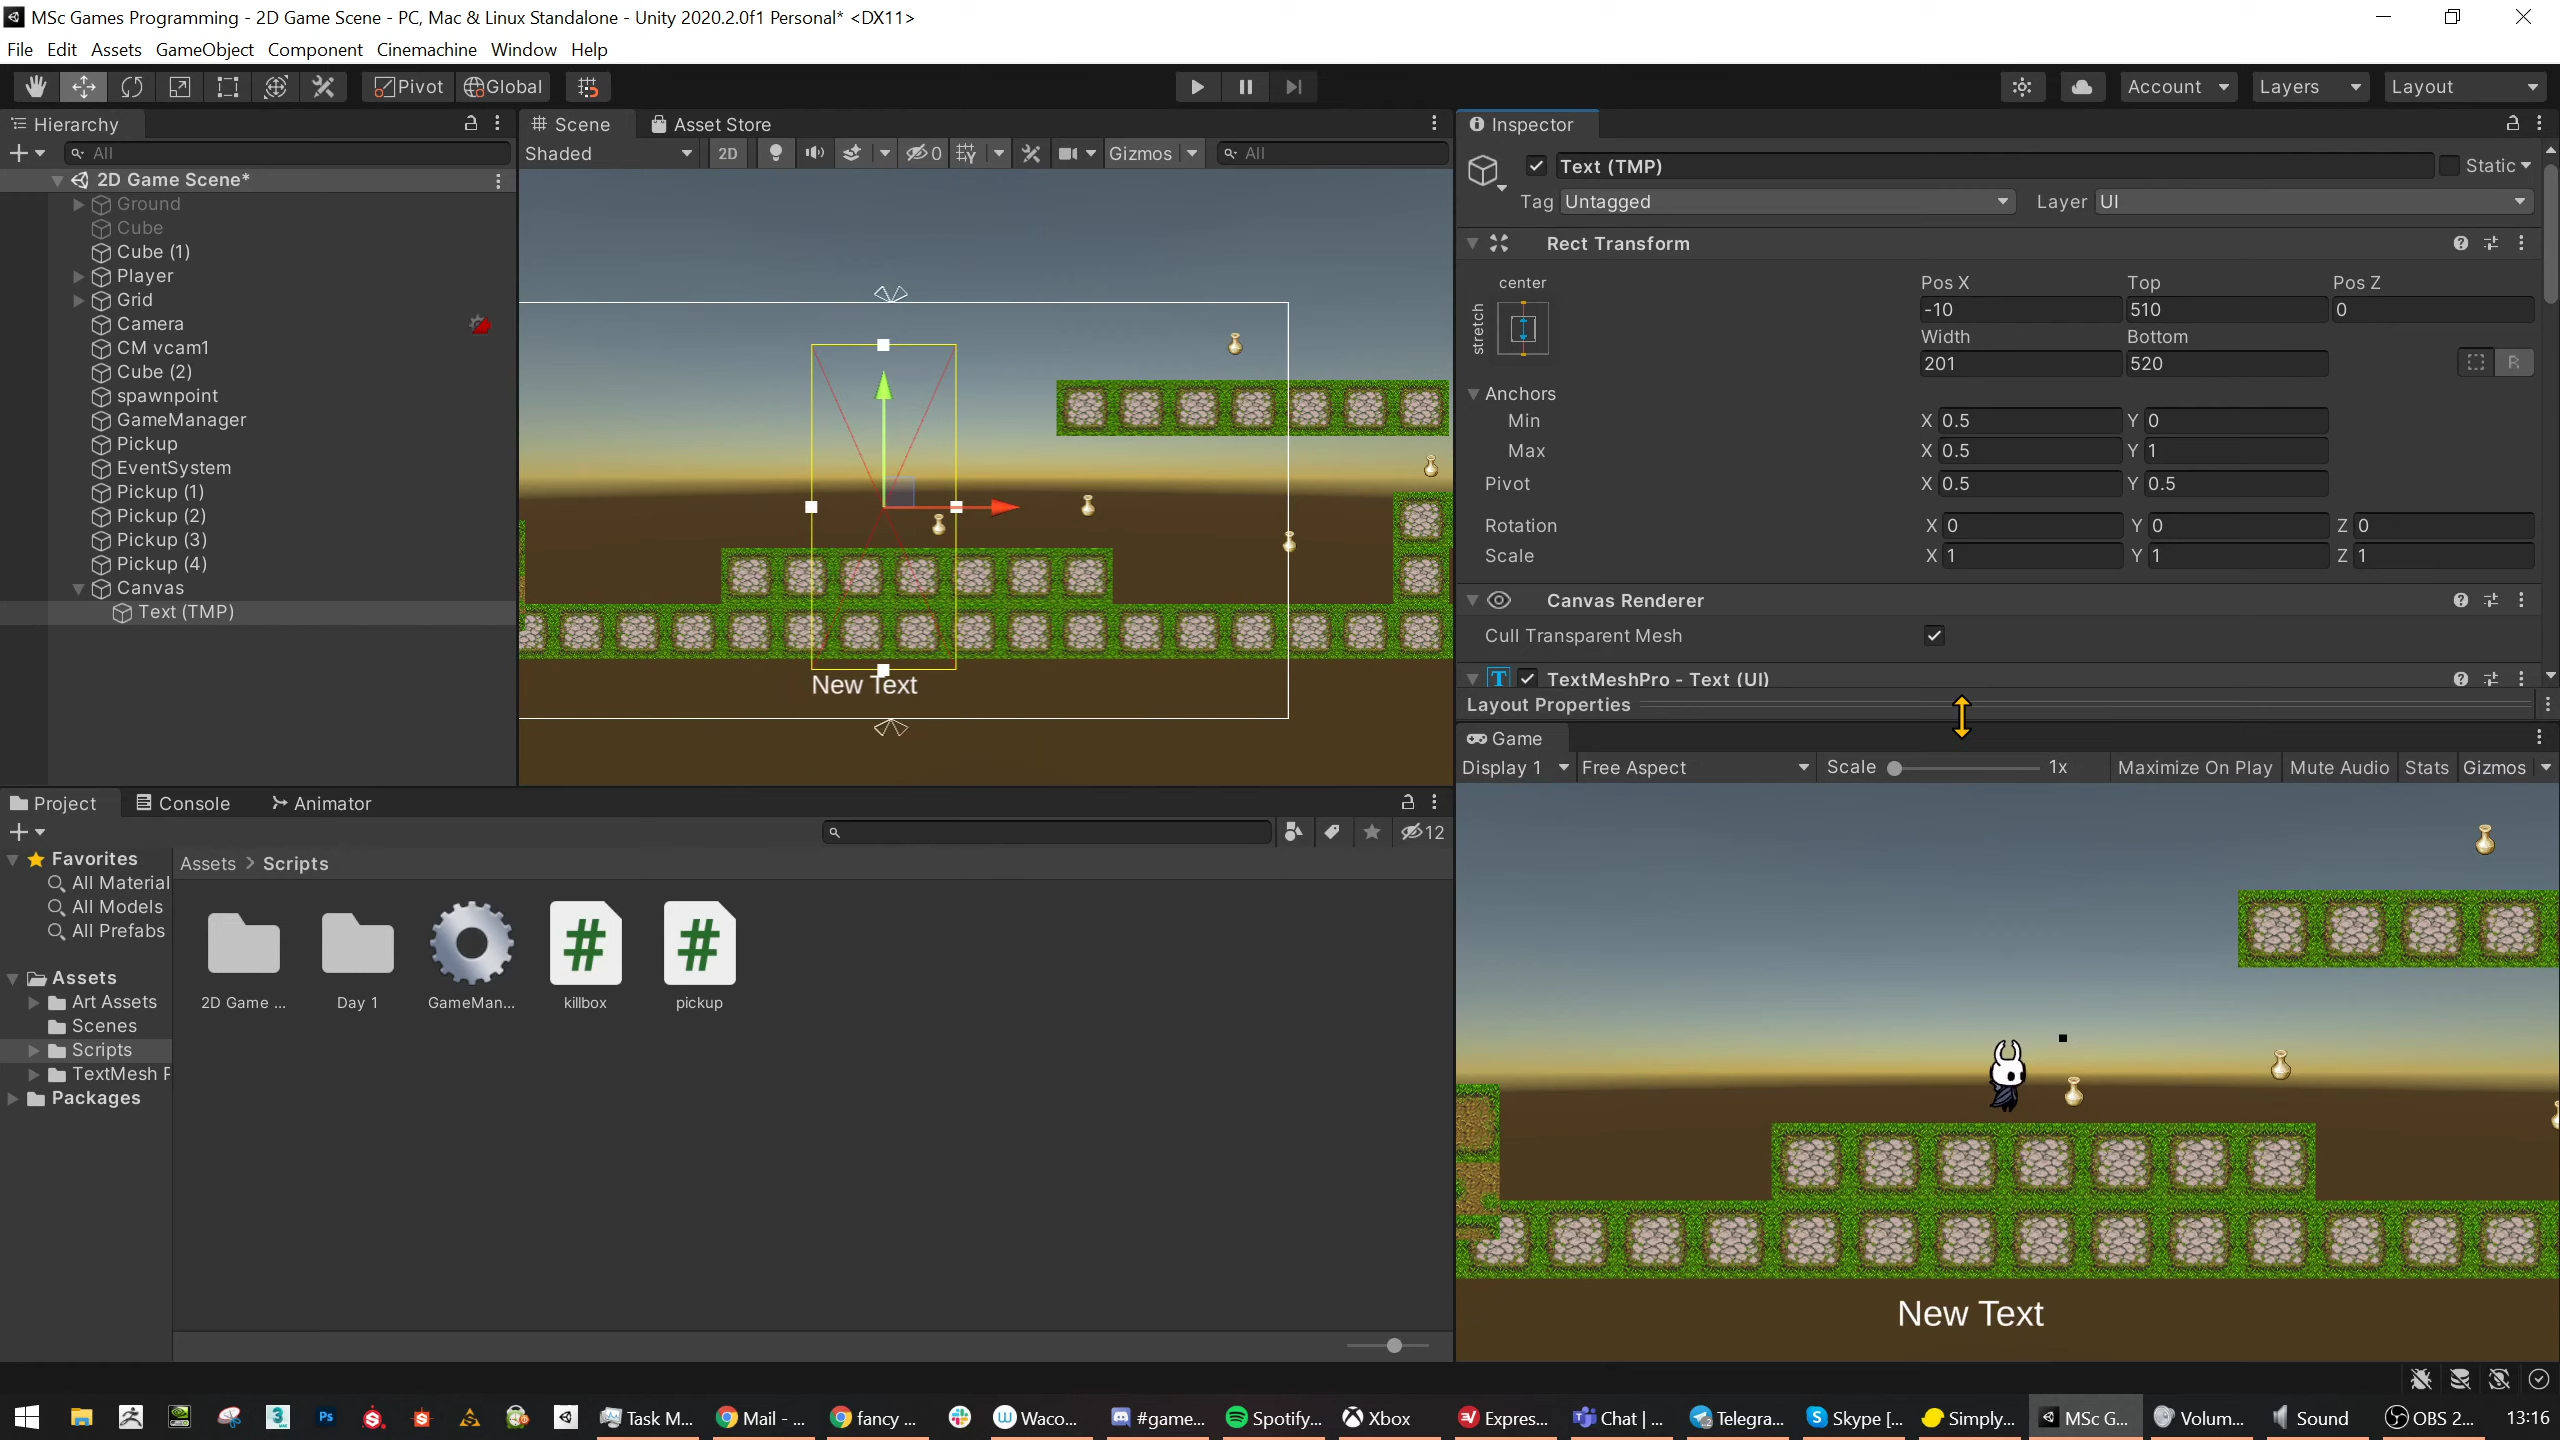 MSc Games Programming - 2D Game Scene - PC, Mac & Linux Standalone - Unity 2020.2.0f1 Personal* <DX11>
File Edit Assets GameObject Component Cinemachine Window Help
Pivot Global Account Layers Layout
Hierarchy
All
2D Game Scene*
Ground
Cube
Cube (1)
Player
Grid
Camera
CM vcam1
Cube (2)
spawnpoint
GameManager
Pickup
EventSystem
Pickup (1)
Pickup (2)
Pickup (3)
Pickup (4)
Canvas
Text (TMP)
Scene Asset Store
Shaded 2D 0 Gizmos All
New Text
Inspector
Text (TMP) Static
Tag Untagged Layer UI
Rect Transform
center
stretch
Pos X Top Pos Z
-10 510 0
Width Bottom
201 520 R
Anchors
Min X 0.5 Y 0
Max X 0.5 Y 1
Pivot X 0.5 Y 0.5
Rotation X 0 Y 0 Z 0
Scale X 1 Y 1 Z 1
Canvas Renderer
Cull Transparent Mesh
TextMeshPro - Text (UI)
Layout Properties
Game
Display 1 Free Aspect Scale 1x Maximize On Play Mute Audio Stats Gizmos
New Text
Project Console Animator
12
Favorites
All Material
All Models
All Prefabs
Assets
Art Assets
Scenes
Scripts
TextMesh P
Packages
Assets > Scripts
2D Game ... Day 1 GameMan... killbox pickup
Task M... Mail - ... fancy ... Waco... #game... Spotify... Xbox Expres... Chat | ... Telegra... Skype [... Simply... MSc G... Volum... Sound OBS 2... 13:16